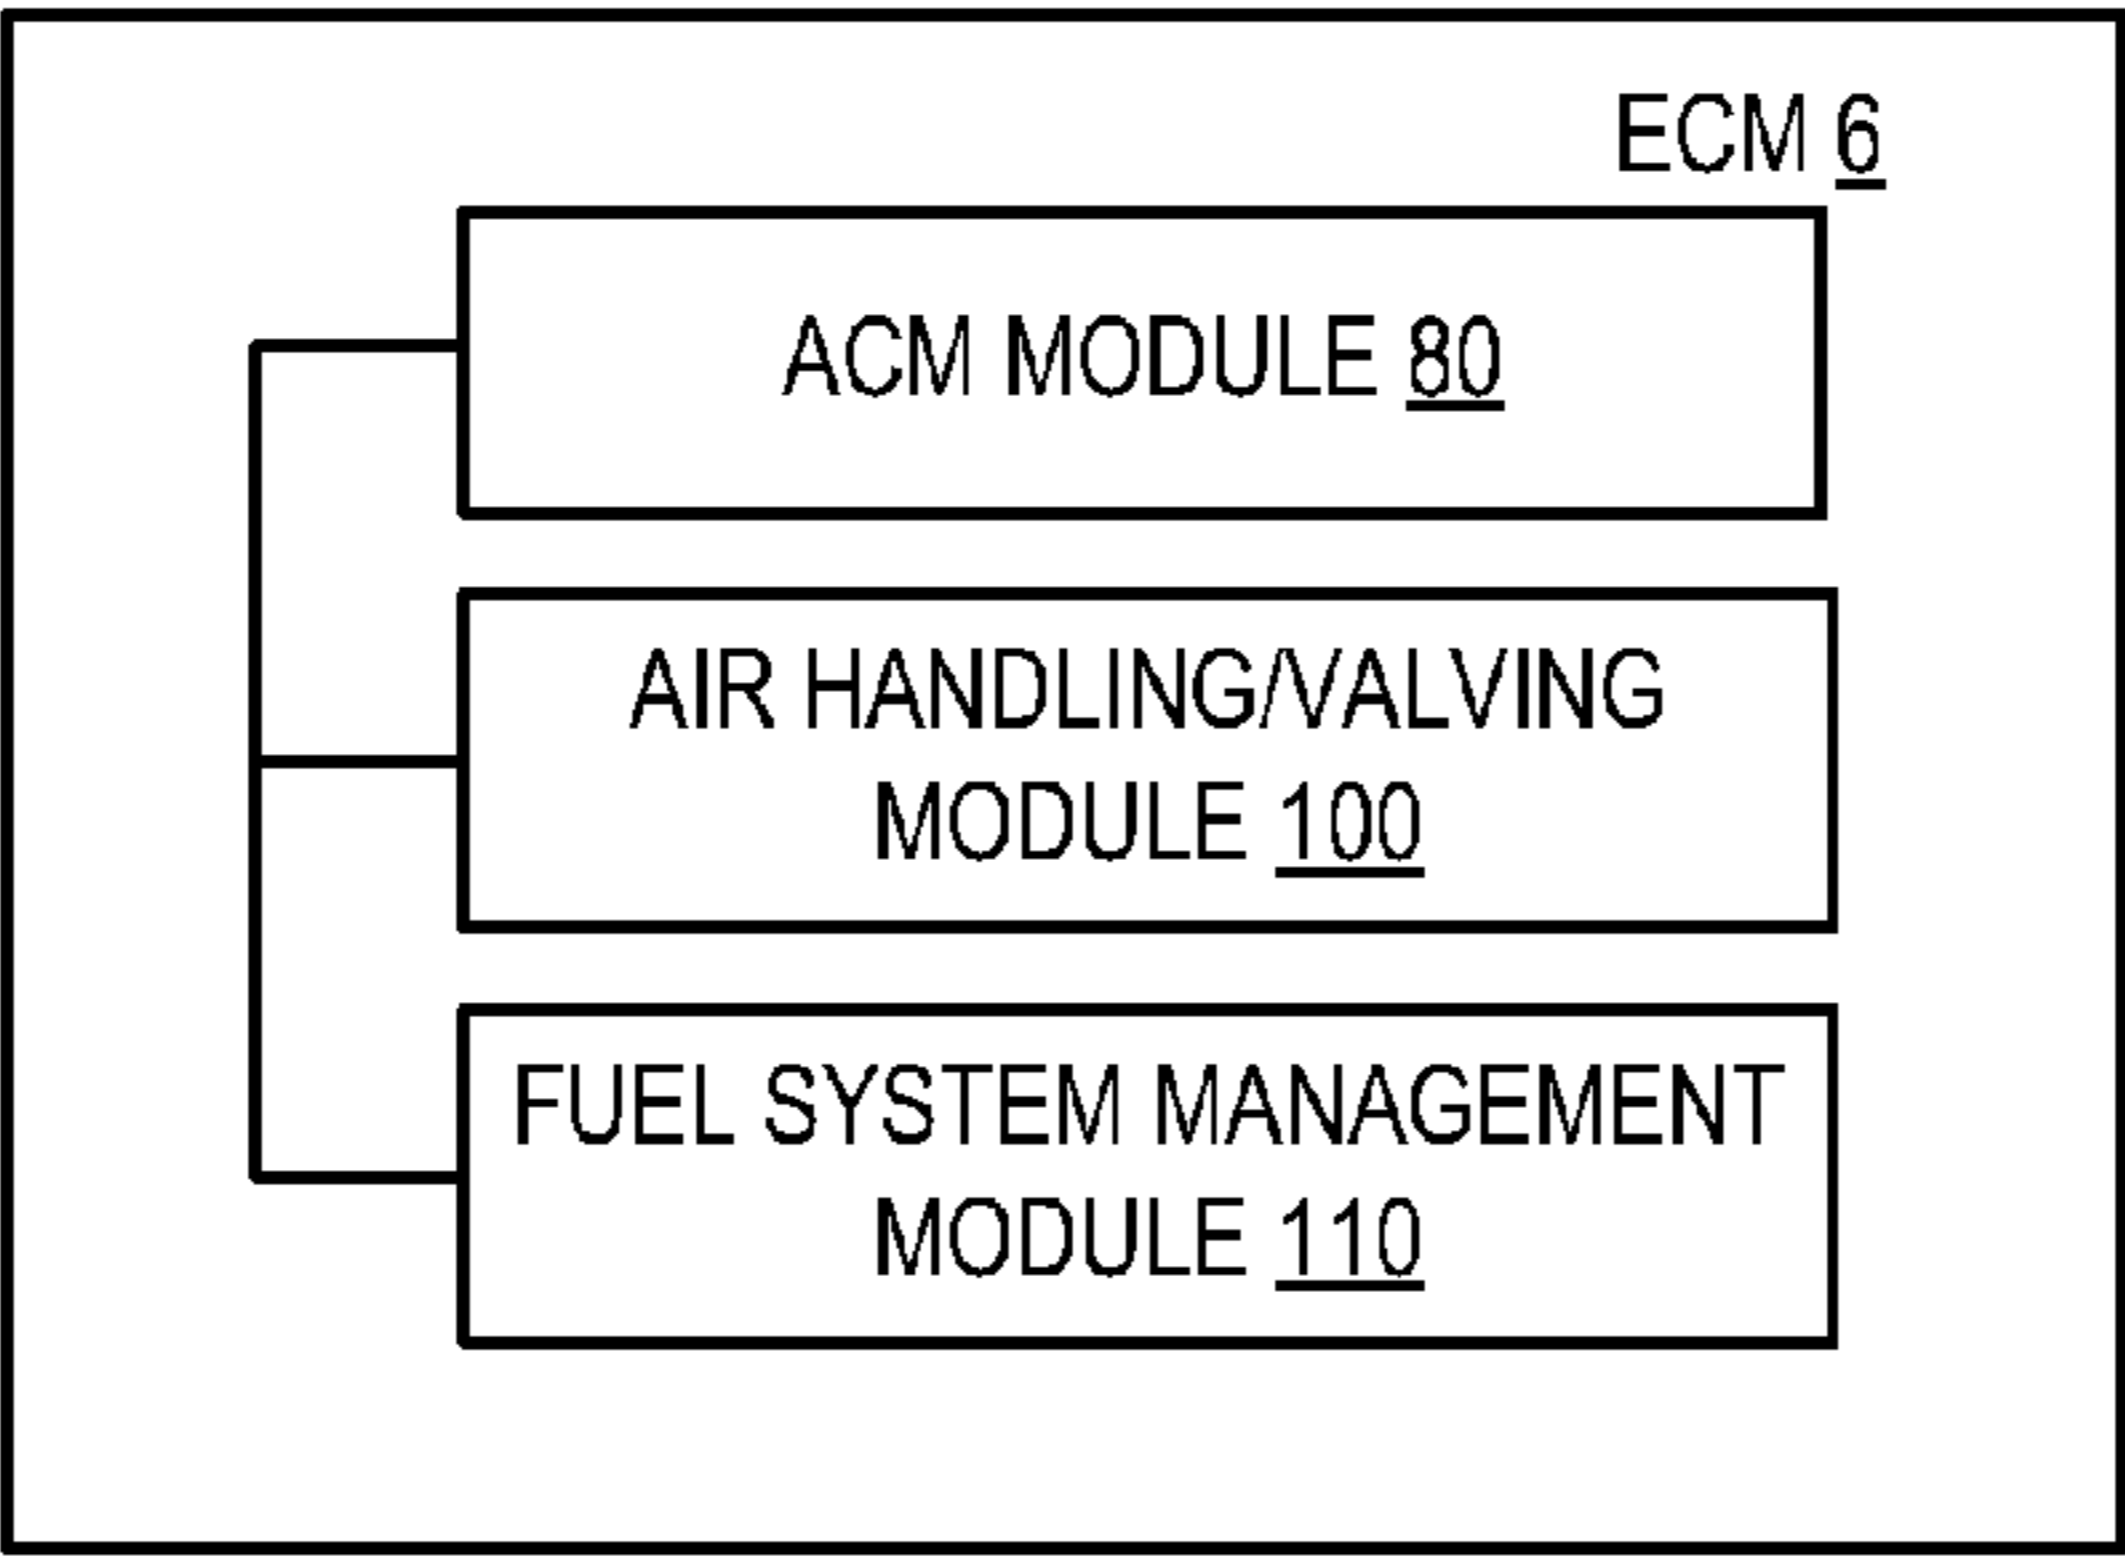 ECM 6
ACM MODULE 80
AIR HANDLING/VALVING
MODULE 100
FUEL SYSTEM MANAGEMENT
MODULE 110